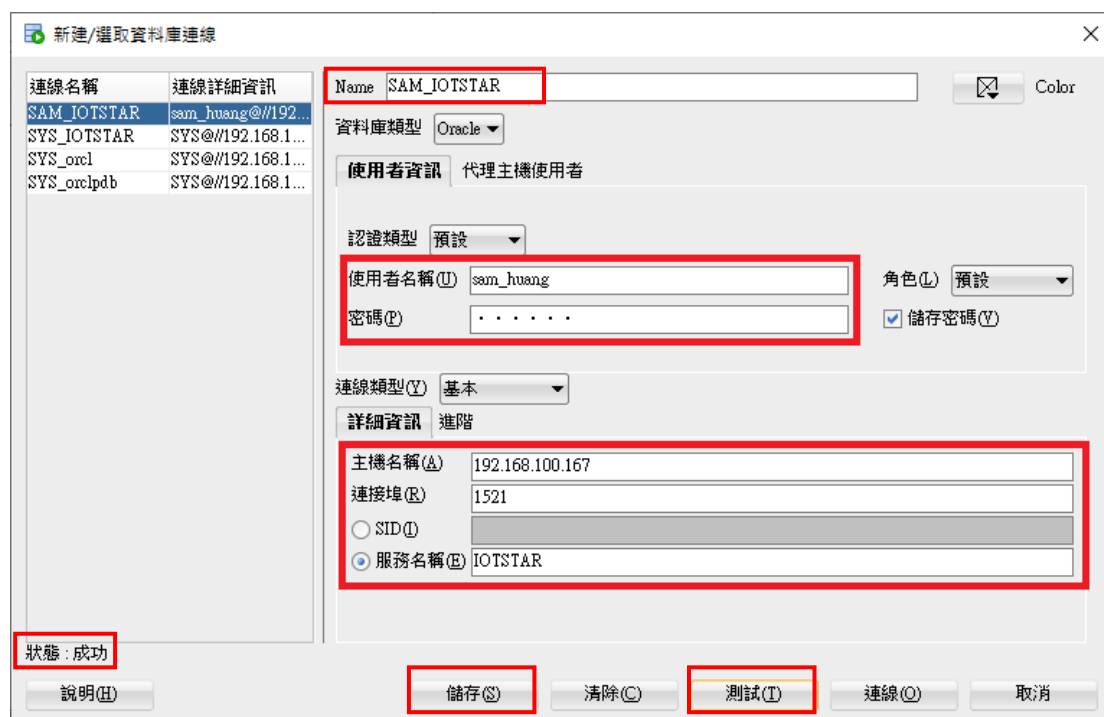 新建/選取資料庫連線
連線名稱 連線詳細資訊
SAM_IOTSTAR sam_huang@//192...
SYS_IOTSTAR SYS@//192.168.1...
SYS_orcl SYS@//192.168.1...
SYS_orclpdb SYS@//192.168.1...
Name SAM_IOTSTAR Color
資料庫類型 Oracle
使用者資訊 代理主機使用者
認證類型 預設
使用者名稱(U) sam_huang 角色(L) 預設
密碼(P) ...... 儲存密碼(V)
連線類型(Y) 基本
詳細資訊 進階
主機名稱(A) 192.168.100.167
連接埠(R) 1521
SID(I)
服務名稱(E) IOTSTAR
狀態 : 成功
說明(H) 儲存(S) 清除(C) 測試(T) 連線(O) 取消